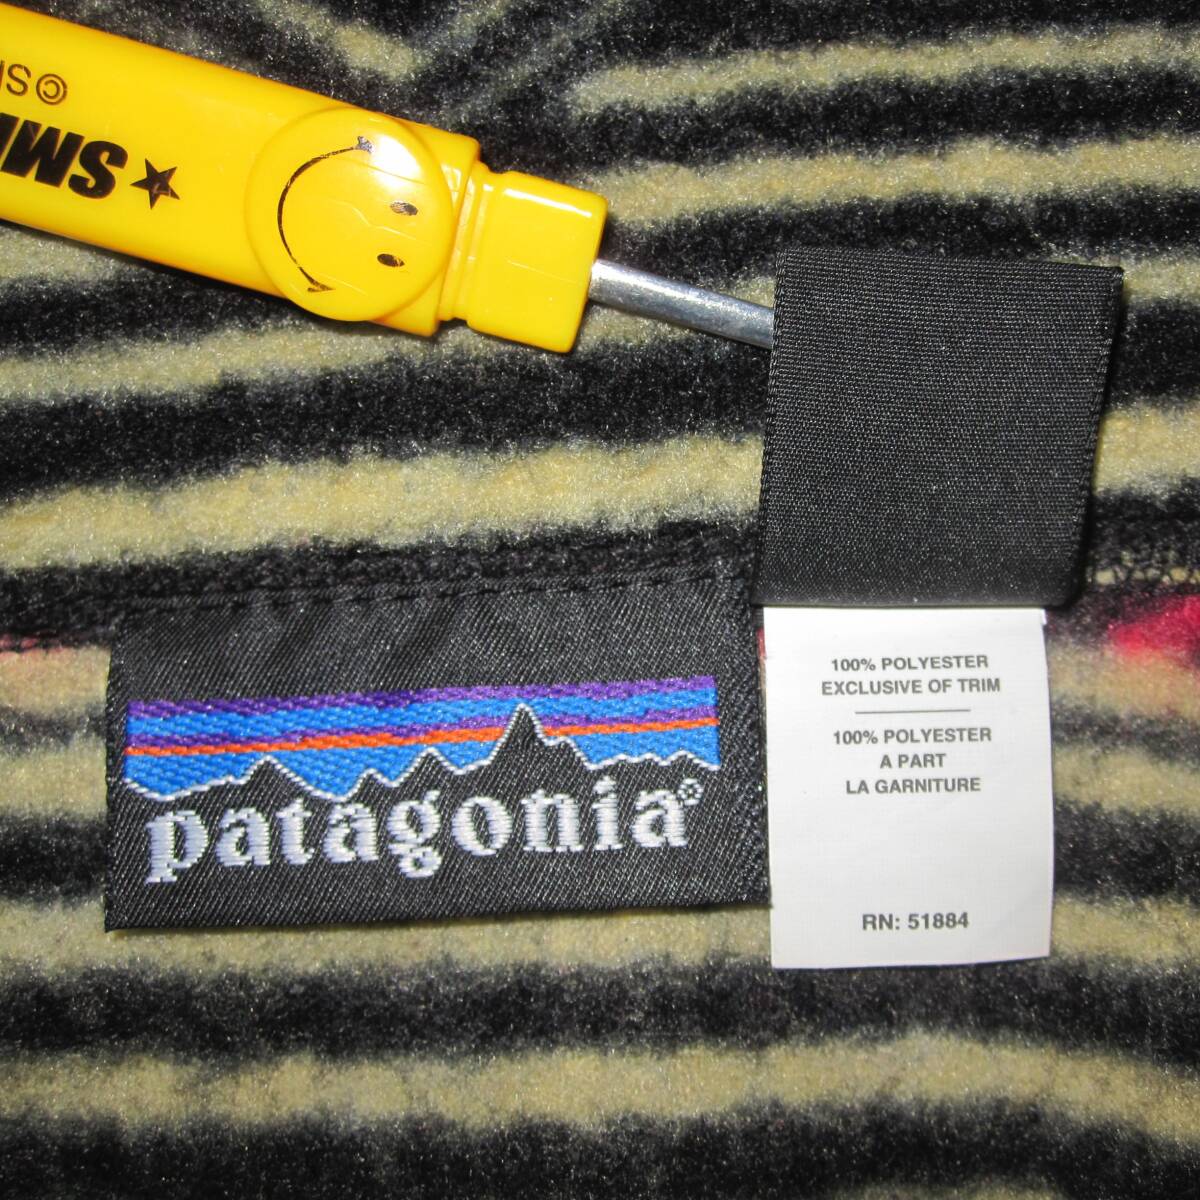 patagonia®
100% POLYESTER
EXCLUSIVE OF TRIM
100% POLYESTER
A PART
LA GARNITURE
RN: 51884